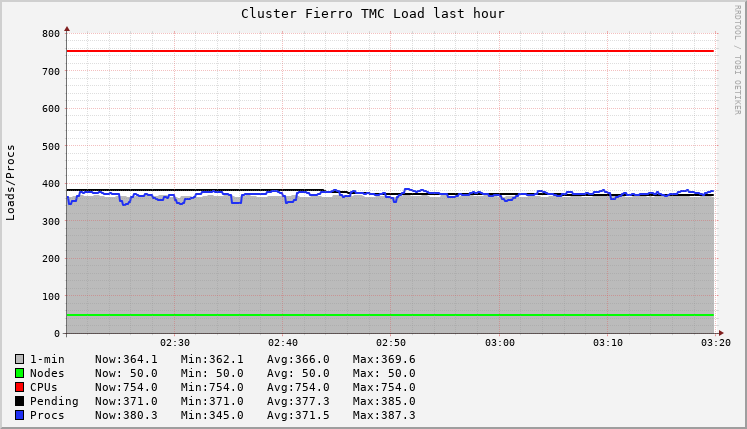 Cluster Fierro TMC Load last hour
RRDTOOL / TOBI OETIKER
Loads/Procs
800
700
600
500
400
300
200
100
0
02:30 02:40 02:50 03:00 03:10 03:20
1-min Now:364.1 Min:362.1 Avg:366.0 Max:369.6
Nodes Now: 50.0 Min: 50.0 Avg: 50.0 Max: 50.0
CPUs Now:754.0 Min:754.0 Avg:754.0 Max:754.0
Pending Now:371.0 Min:371.0 Avg:377.3 Max:385.0
Procs Now:380.3 Min:345.0 Avg:371.5 Max:387.3